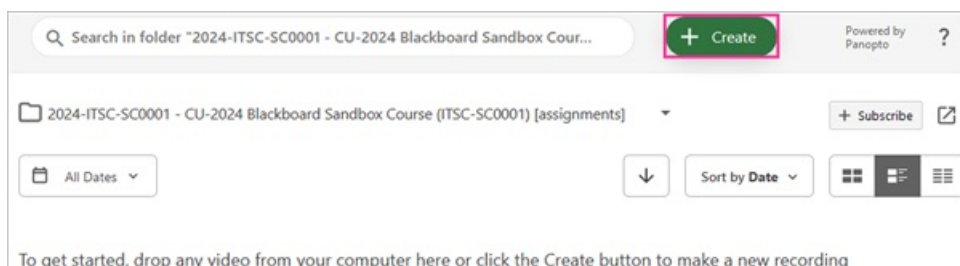 Search in folder "2024-ITSC-SC0001 - CU-2024 Blackboard Sandbox Cour...
+ Create
Powered by
Panopto
?
2024-ITSC-SC0001 - CU-2024 Blackboard Sandbox Course (ITSC-SC0001) [assignments]
+ Subscribe
All Dates
Sort by Date
To get started, drop any video from your computer here or click the Create button to make a new recording